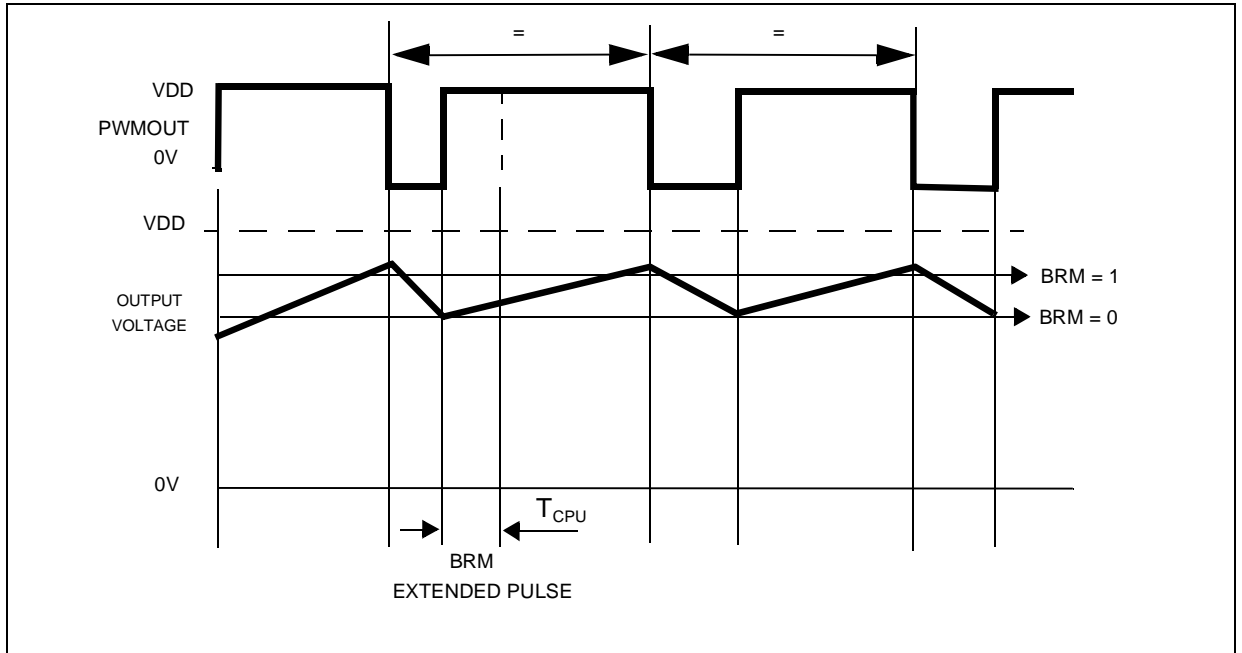 = =
VDD
PWMOUT
0V
VDD
BRM = 1
OUTPUT
VOLTAGE
BRM = 0
0V
TCPU
BRM
EXTENDED PULSE